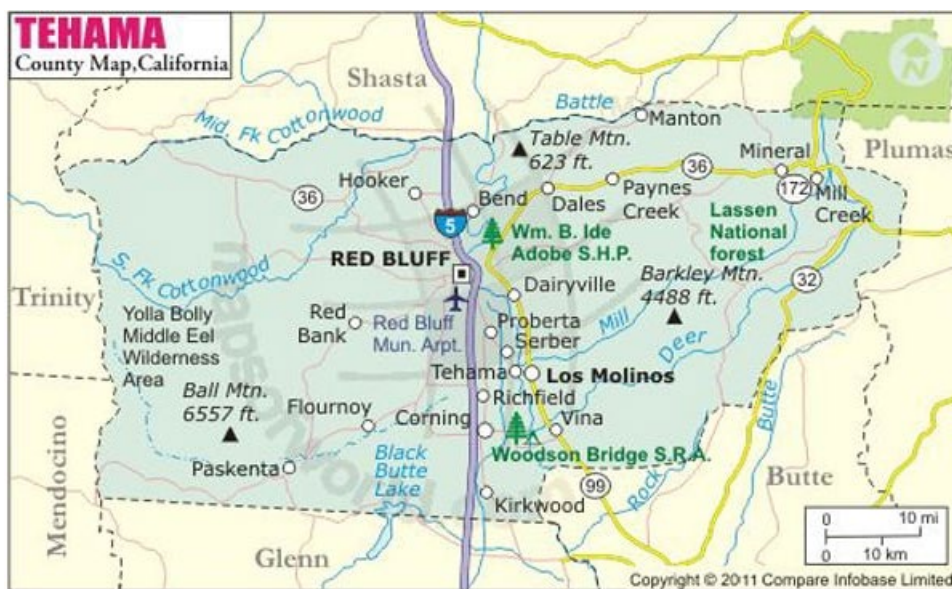 TEHAMA
County Map,California
Shasta
Mid. Fk Cottonwood
Battle
Manton
Table Mtn.
623 ft.
Plumas
Mineral
36
172
Mill
Creek
Hooker
36
5
Bend
Dales
Paynes
Creek
Lassen
National
forest
Wm. B. Ide
Adobe S.H.P.
RED BLUFF
S. Fk Cottonwood
Barkley Mtn.
4488 ft.
32
Trinity
Dairyville
Yolla Bolly
Middle Eel
Wilderness
Area
Red
Bank
Red Bluff
Mun. Arpt.
Proberta
Serber
Mill
Deer
Tehama
Los Molinos
Ball Mtn.
6557 ft.
Flournoy
Richfield
Corning
Vina
Butte
Woodson Bridge S.R.A.
Mendocino
Paskenta
Black
Butte
Lake
Kirkwood
99
Rock
Butte
Glenn
0 10 mi
0 10 km
Copyright © 2011 Compare Infobase Limited
N
mapsofworld.com